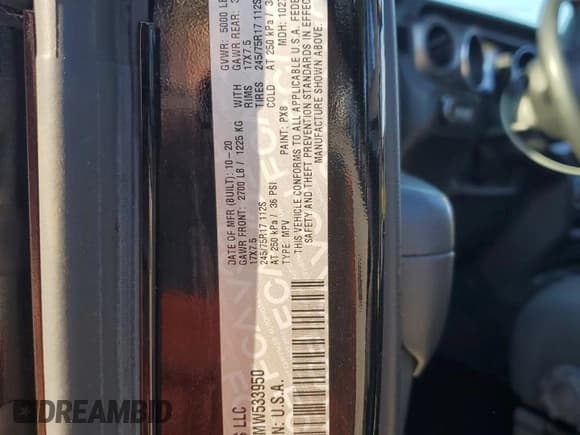 GVWR: 5000 LB
GAWR REAR:
WITH 17X7.5
RIMS
TIRES 245/75R17 112S
COLD AT 250 kPa /
DATE OF MFR (BUILT): 10-20
GAWR FRONT: 2700 LB / 1225 KG
17X7.5
245/75R17 112S
AT 250 kPa / 36 PSI
TYPE: MPV PAINT: PX8 MDH:
THIS VEHICLE CONFORMS TO ALL APPLICABLE U.S.A. FEDE
SAFETY AND THEFT PREVENTION STANDARDS IN EFFECT
MANUFACTURE SHOWN ABOVE.
LLC
MW533950
N: U.S.A.
DREAMBID